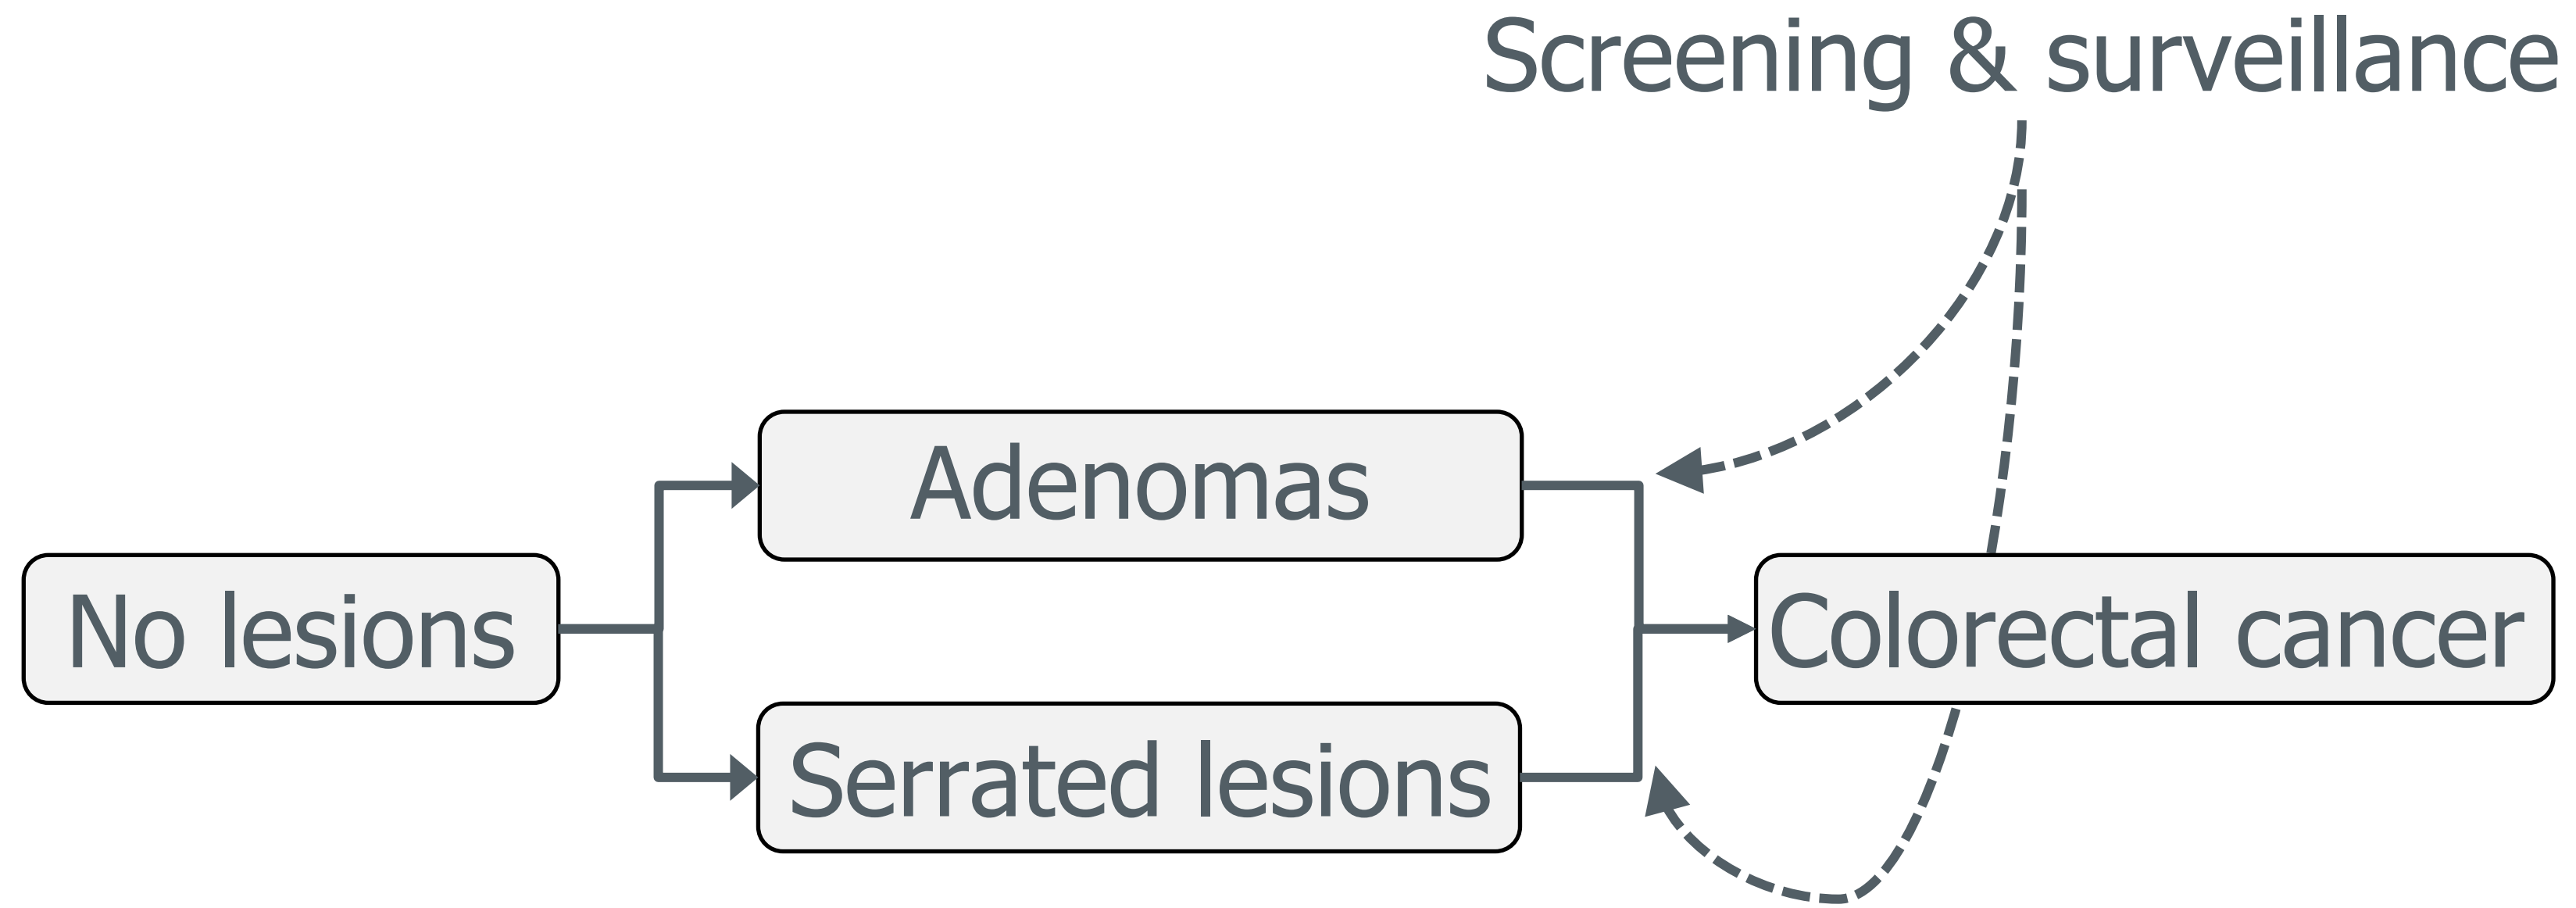 Screening & surveillance
Adenomas
No lesions
Colorectal cancer
Serrated lesions